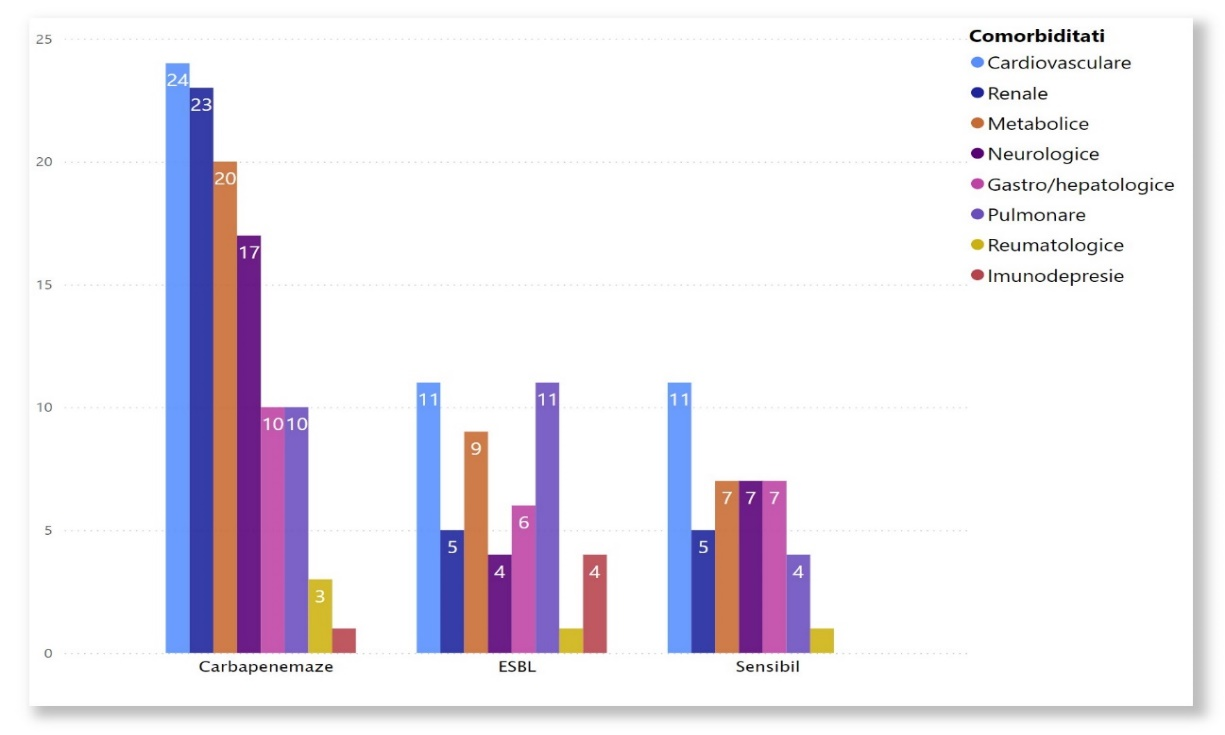 Comorbiditati
Cardiovasculare
Renale
Metabolice
Neurologice
Gastro/hepatologice
Pulmonare
Reumatologice
Imunodepresie
25
20
15
10
5
0
24
23
20
17
10
10
3
11
5
9
4
6
11
4
11
5
7
7
7
4
Carbapenemaze
ESBL
Sensibil